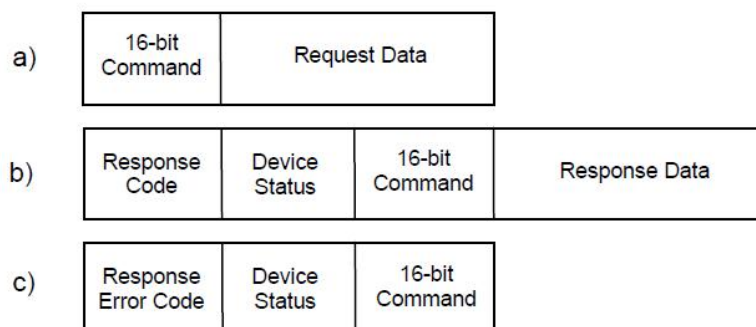 a)
16-bit
Command
Request Data
b)
Response
Code
Device
Status
16-bit
Command
Response Data
c)
Response
Error Code
Device
Status
16-bit
Command